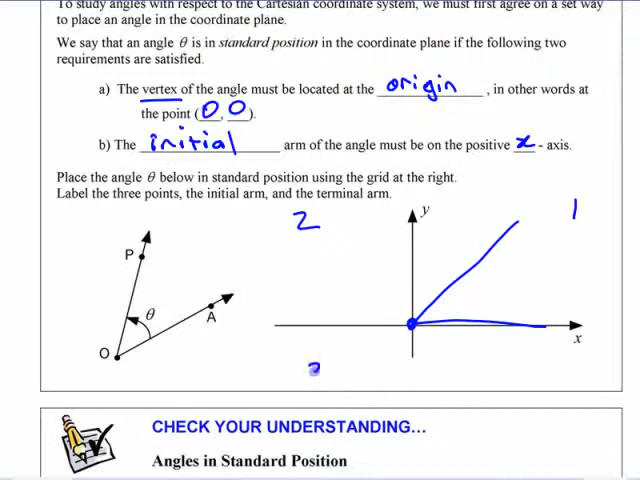 To study angles with respect to the Cartesian coordinate system, we must first agree on a set way
to place an angle in the coordinate plane.
We say that an angle θ is in standard position in the coordinate plane if the following two
requirements are satisfied.
a) The vertex of the angle must be located at the origin, in other words at
the point (0, 0).
b) The initial arm of the angle must be on the positive x - axis.
Place the angle θ below in standard position using the grid at the right.
Label the three points, the initial arm, and the terminal arm.
2
y
1
P
θ
A
O
x
CHECK YOUR UNDERSTANDING...
Angles in Standard Position